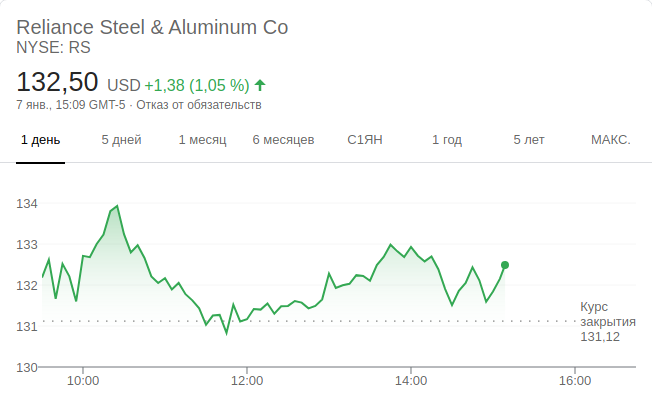 Reliance Steel & Aluminum Co
NYSE: RS
132,50 USD +1,38 (1,05 %)
7 янв., 15:09 GMT-5 · Отказ от обязательств
1 день 5 дней 1 месяц 6 месяцев С1ЯН 1 год 5 лет МАКС.
134
133
132
131
130
Курс
закрытия
131,12
10:00 12:00 14:00 16:00